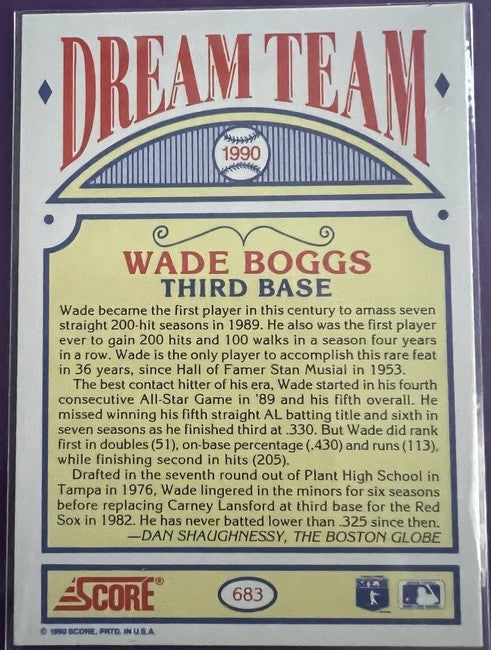 DREAM TEAM
1990
WADE BOGGS
THIRD BASE
Wade became the first player in this century to amass seven
straight 200-hit seasons in 1989. He also was the first player
ever to gain 200 hits and 100 walks in a season four years
in a row. Wade is the only player to accomplish this rare feat
in 36 years, since Hall of Famer Stan Musial in 1953.
The best contact hitter of his era, Wade started in his fourth
consecutive All-Star Game in '89 and his fifth overall. He
missed winning his fifth straight AL batting title and sixth in
seven seasons as he finished third at .330. But Wade did rank
first in doubles (51), on-base percentage (.430) and runs (113),
while finishing second in hits (205).
Drafted in the seventh round out of Plant High School in
Tampa in 1976, Wade lingered in the minors for six seasons
before replacing Carney Lansford at third base for the Red
Sox in 1982. He has never batted lower than .325 since then.
—DAN SHAUGHNESSY, THE BOSTON GLOBE
SCORE® 683
© 1990 SCORE, PRTD. IN U.S.A.